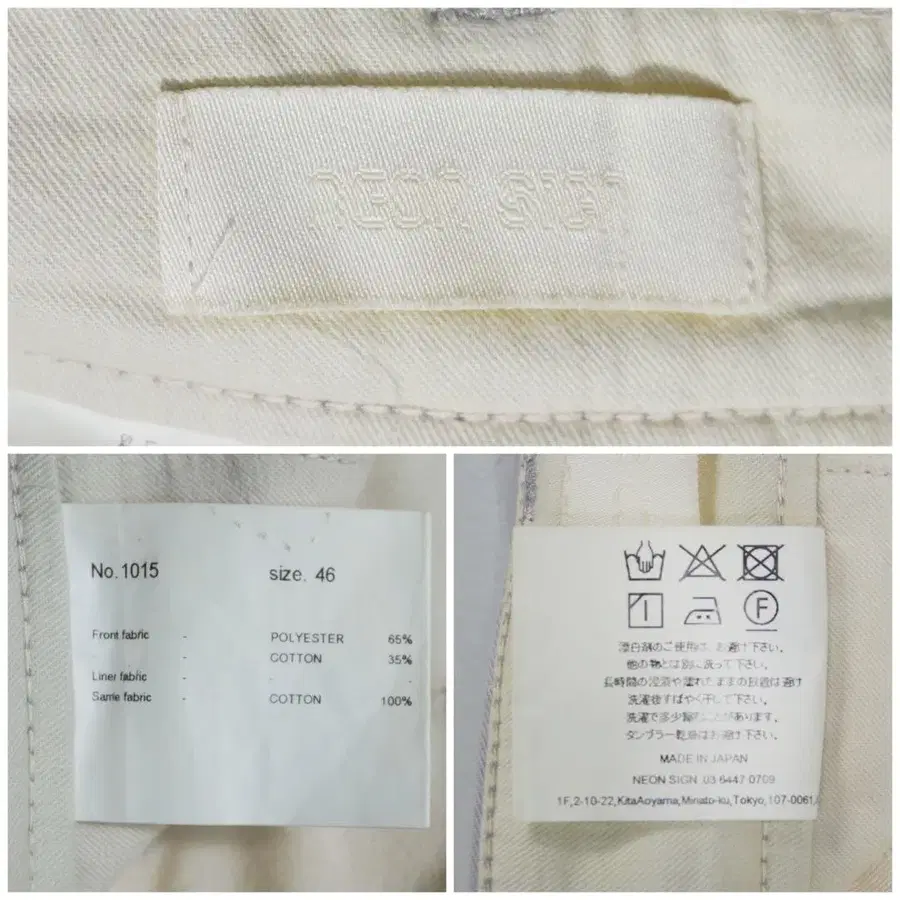 NEON SIGN
No.1015 size. 46
Front fabric - POLYESTER 65%
- COTTON 35%
Liner fabric - - -
Same fabric - COTTON 100%
I
F
漂白剤のご使用は、お避け下さい。
他の物とは別に洗って下さい。
長時間の浸漬や濡れたままの放置は避け
洗濯後すばやく干して下さい。
洗濯で多少縮むことがあります。
タンブラー乾燥はお避け下さい。
MADE IN JAPAN
NEON SIGN 03 6447 0709
1F,2-10-22,KitaAoyama,Minato-ku,Tokyo,107-0061,